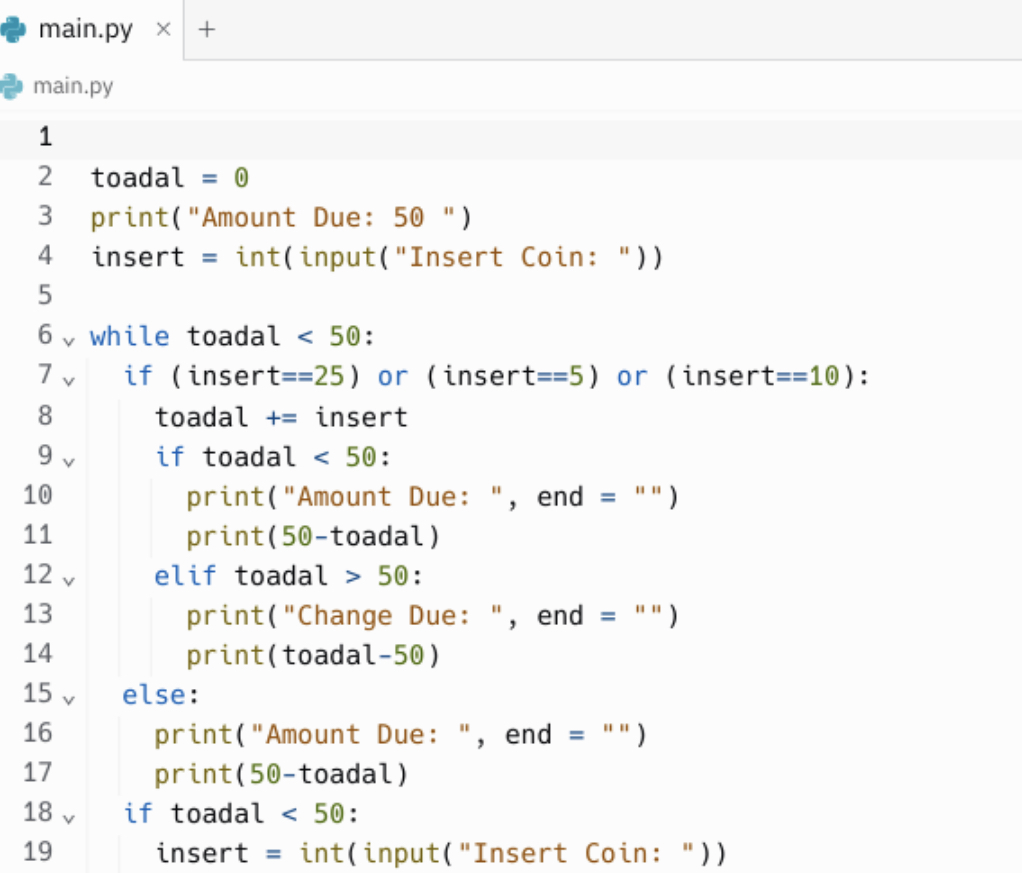 main.py × +
main.py
1
2 toadal = 0
3 print("Amount Due: 50 ")
4 insert = int(input("Insert Coin: "))
5
6 while toadal < 50:
7   if (insert==25) or (insert==5) or (insert==10):
8     toadal += insert
9     if toadal < 50:
10       print("Amount Due: ", end = "")
11       print(50-toadal)
12     elif toadal > 50:
13       print("Change Due: ", end = "")
14       print(toadal-50)
15   else:
16     print("Amount Due: ", end = "")
17     print(50-toadal)
18   if toadal < 50:
19     insert = int(input("Insert Coin: "))